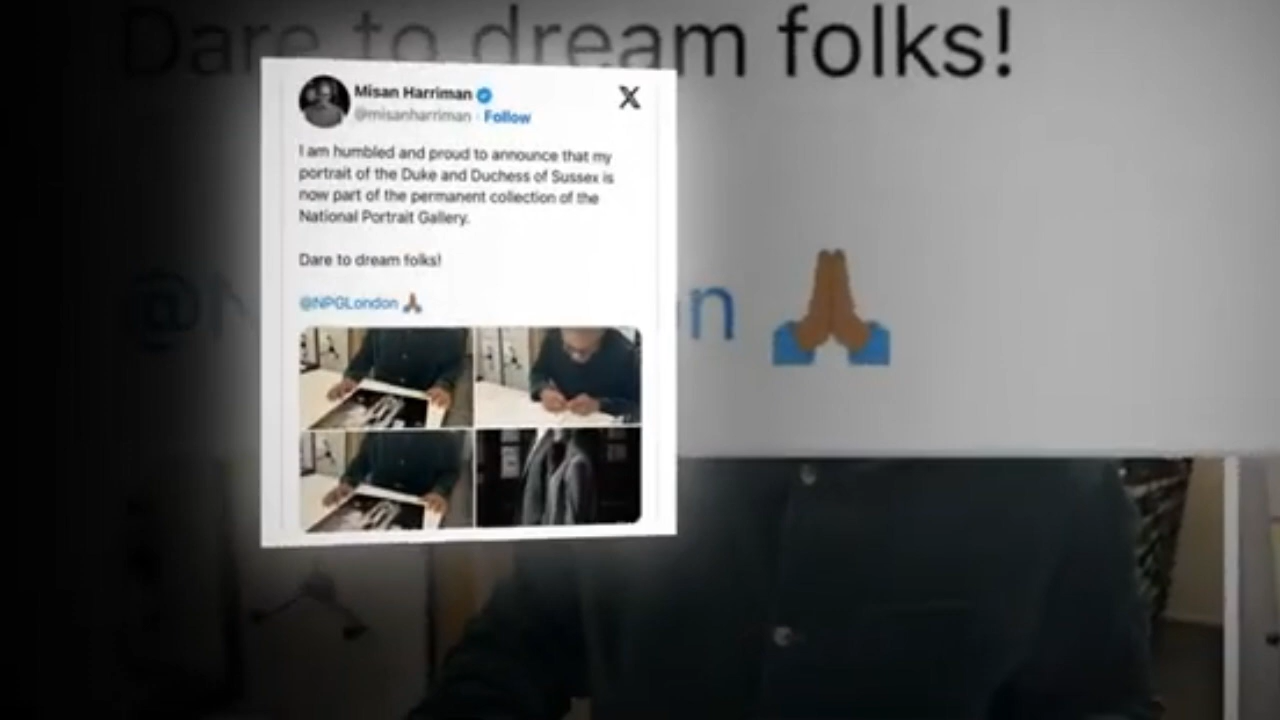 Dare to dream folks!
Misan Harriman
@misanharriman · Follow
X
I am humbled and proud to announce that my
portrait of the Duke and Duchess of Sussex is
now part of the permanent collection of the
National Portrait Gallery.
Dare to dream folks!
@NPGLondon 🙏🏽
@N n 🙏🏽